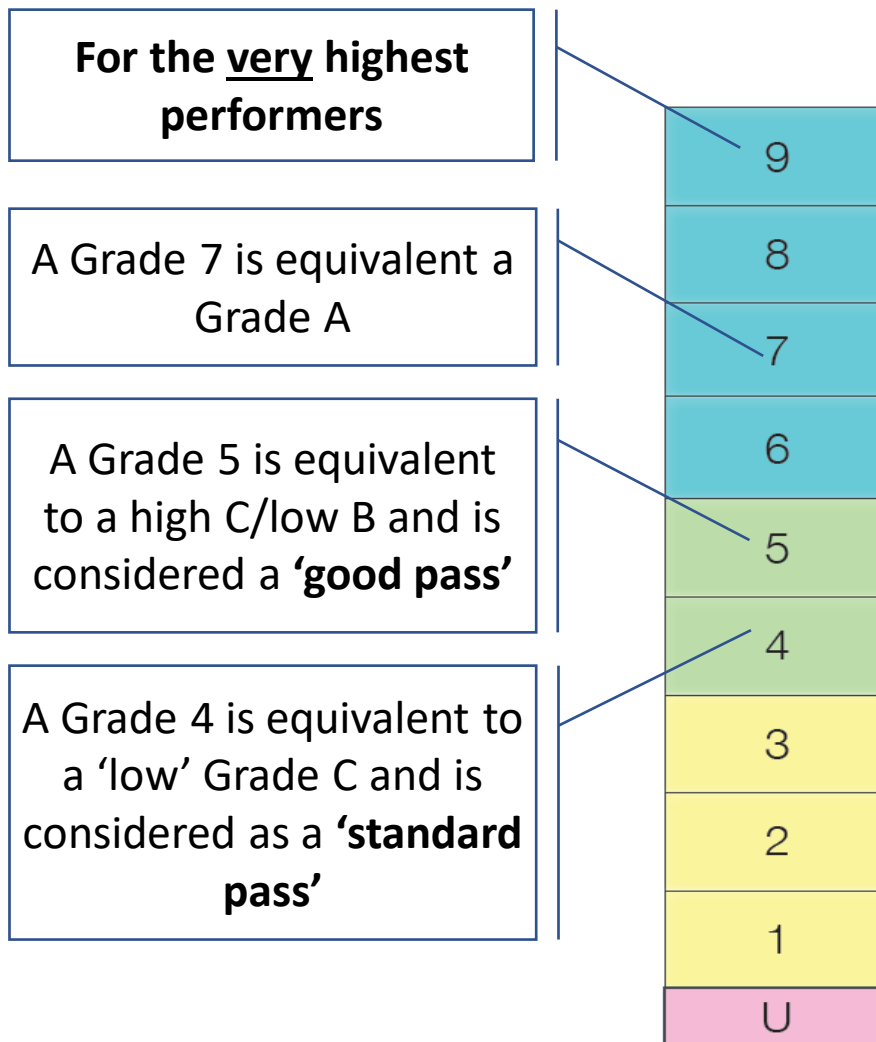 For the very highest
performers
A Grade 7 is equivalent a
Grade A
A Grade 5 is equivalent
to a high C/low B and is
considered a ‘good pass’
A Grade 4 is equivalent to
a ‘low’ Grade C and is
considered as a ‘standard
pass’
9
8
7
6
5
4
3
2
1
U